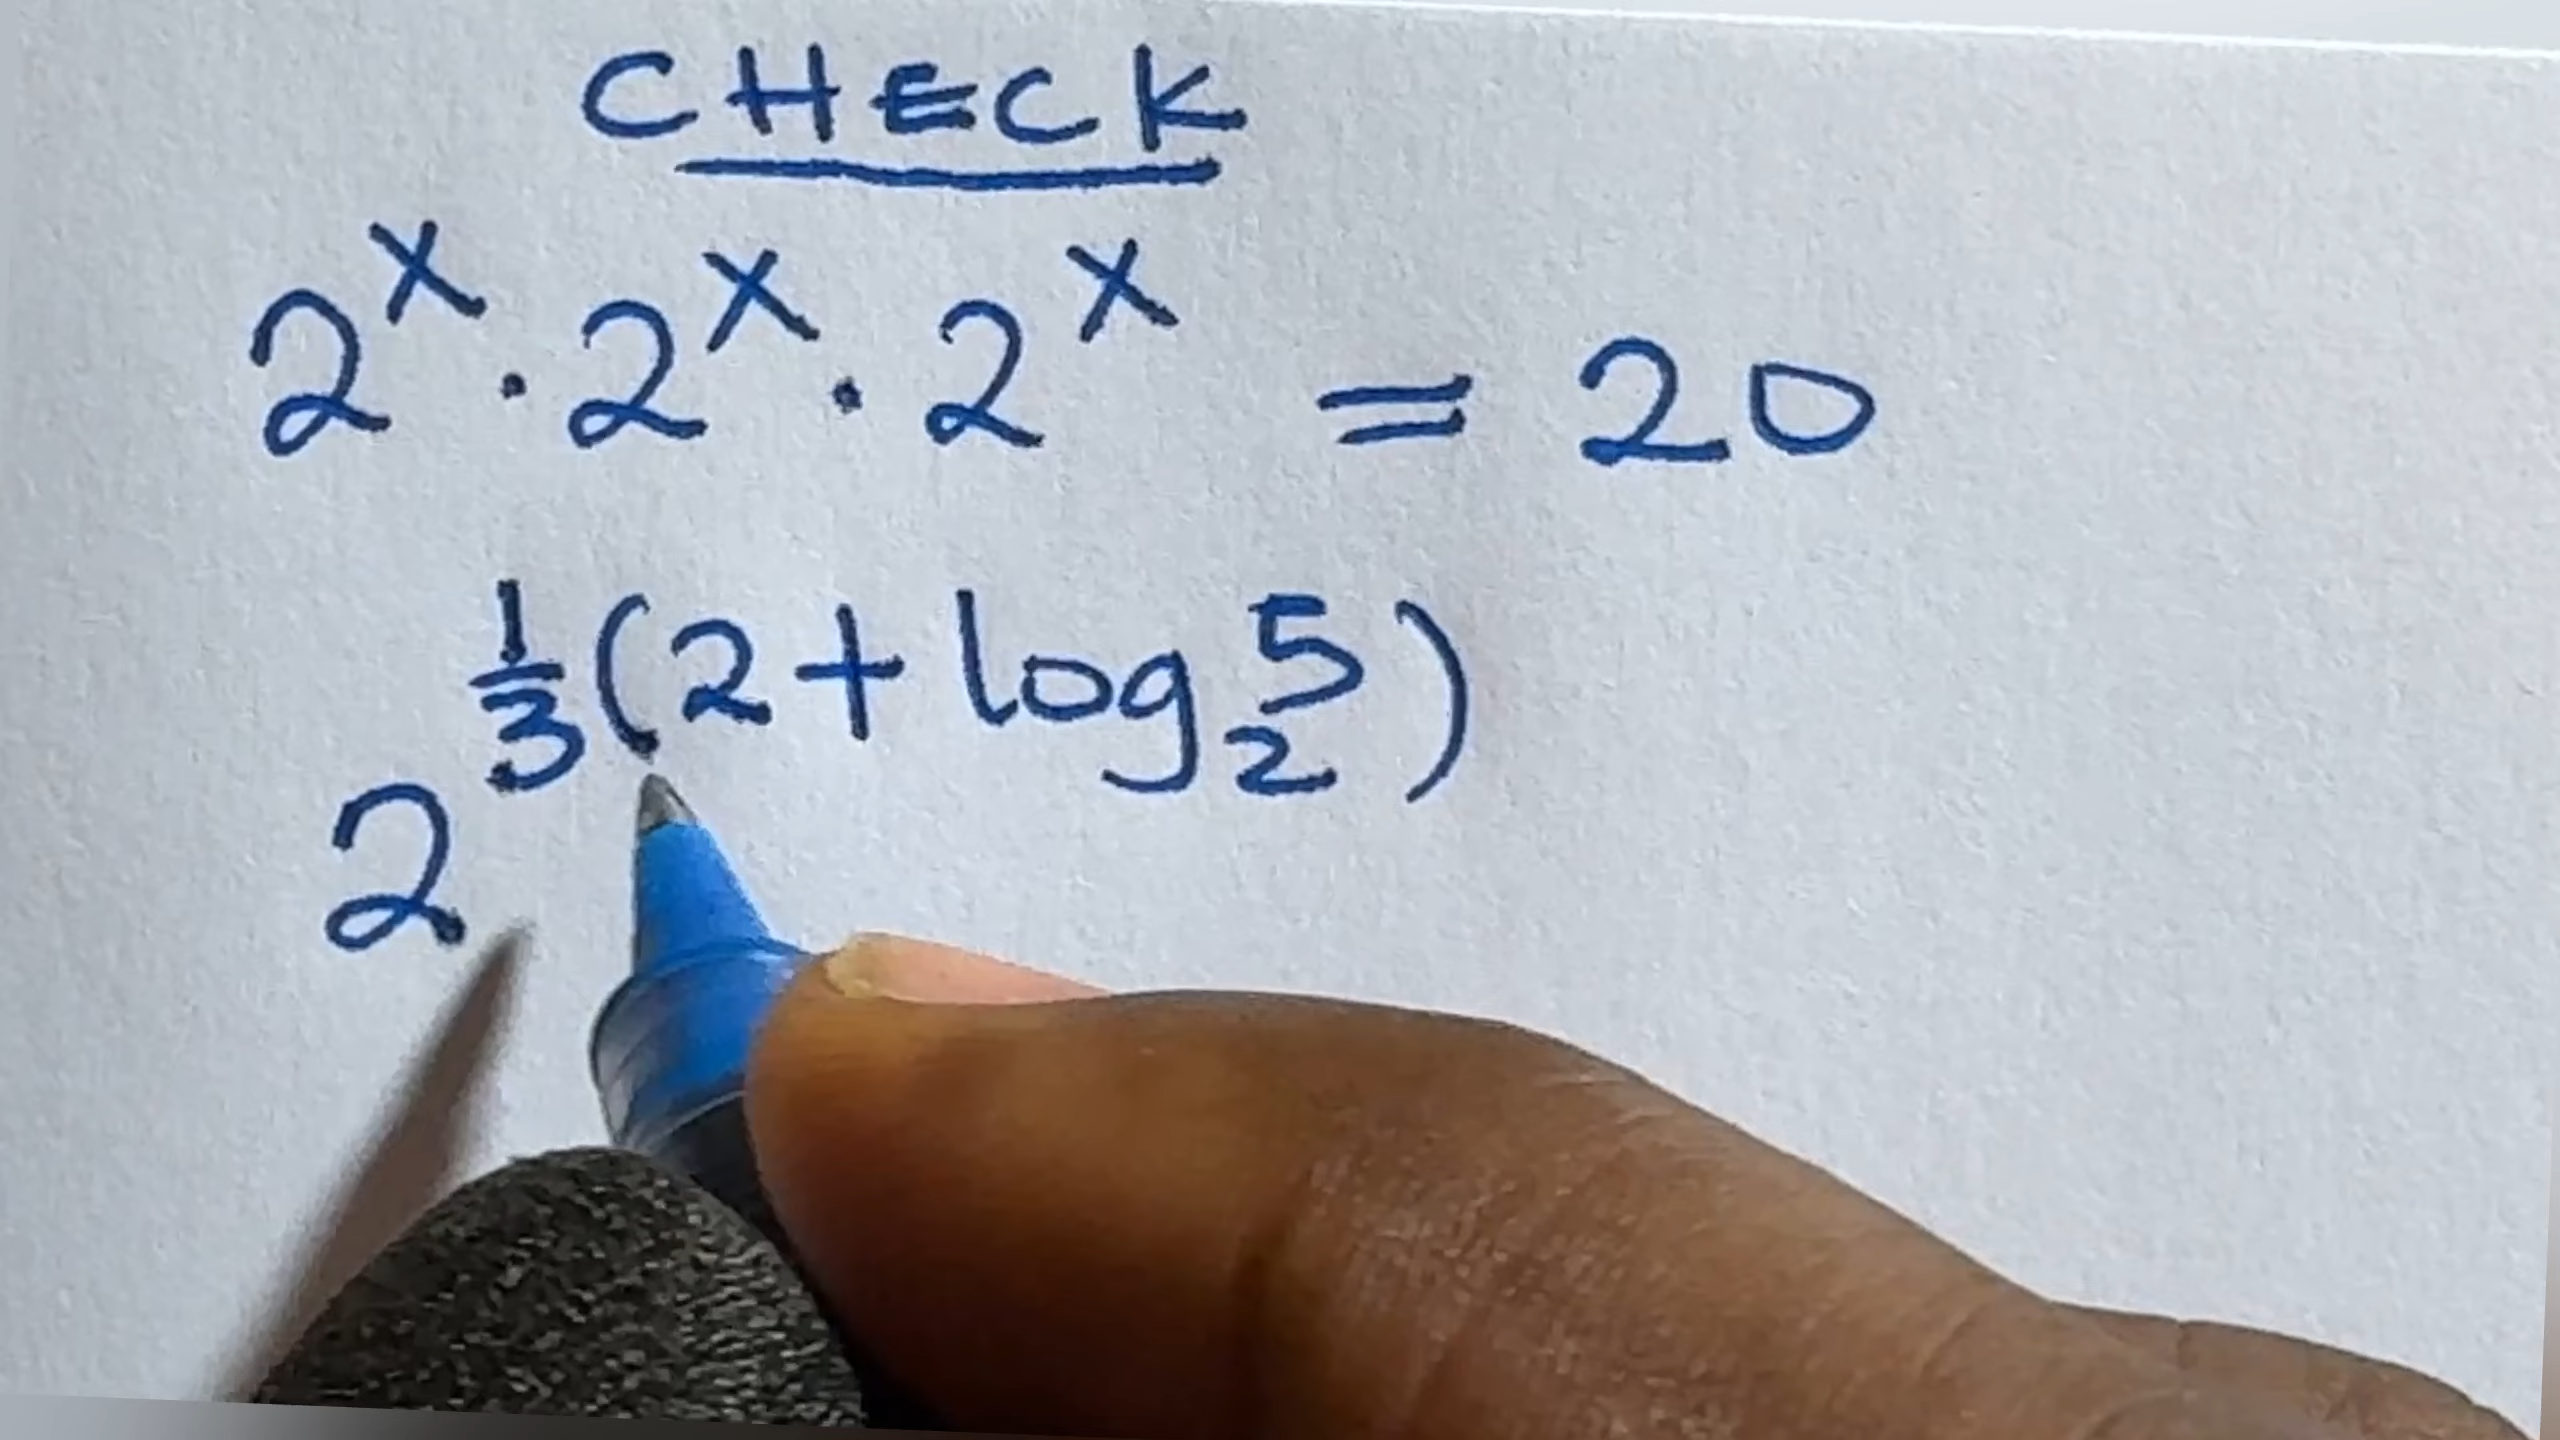 CHECK
2^x · 2^x · 2^x = 20
2^(1/3)(2 + log_2 5)